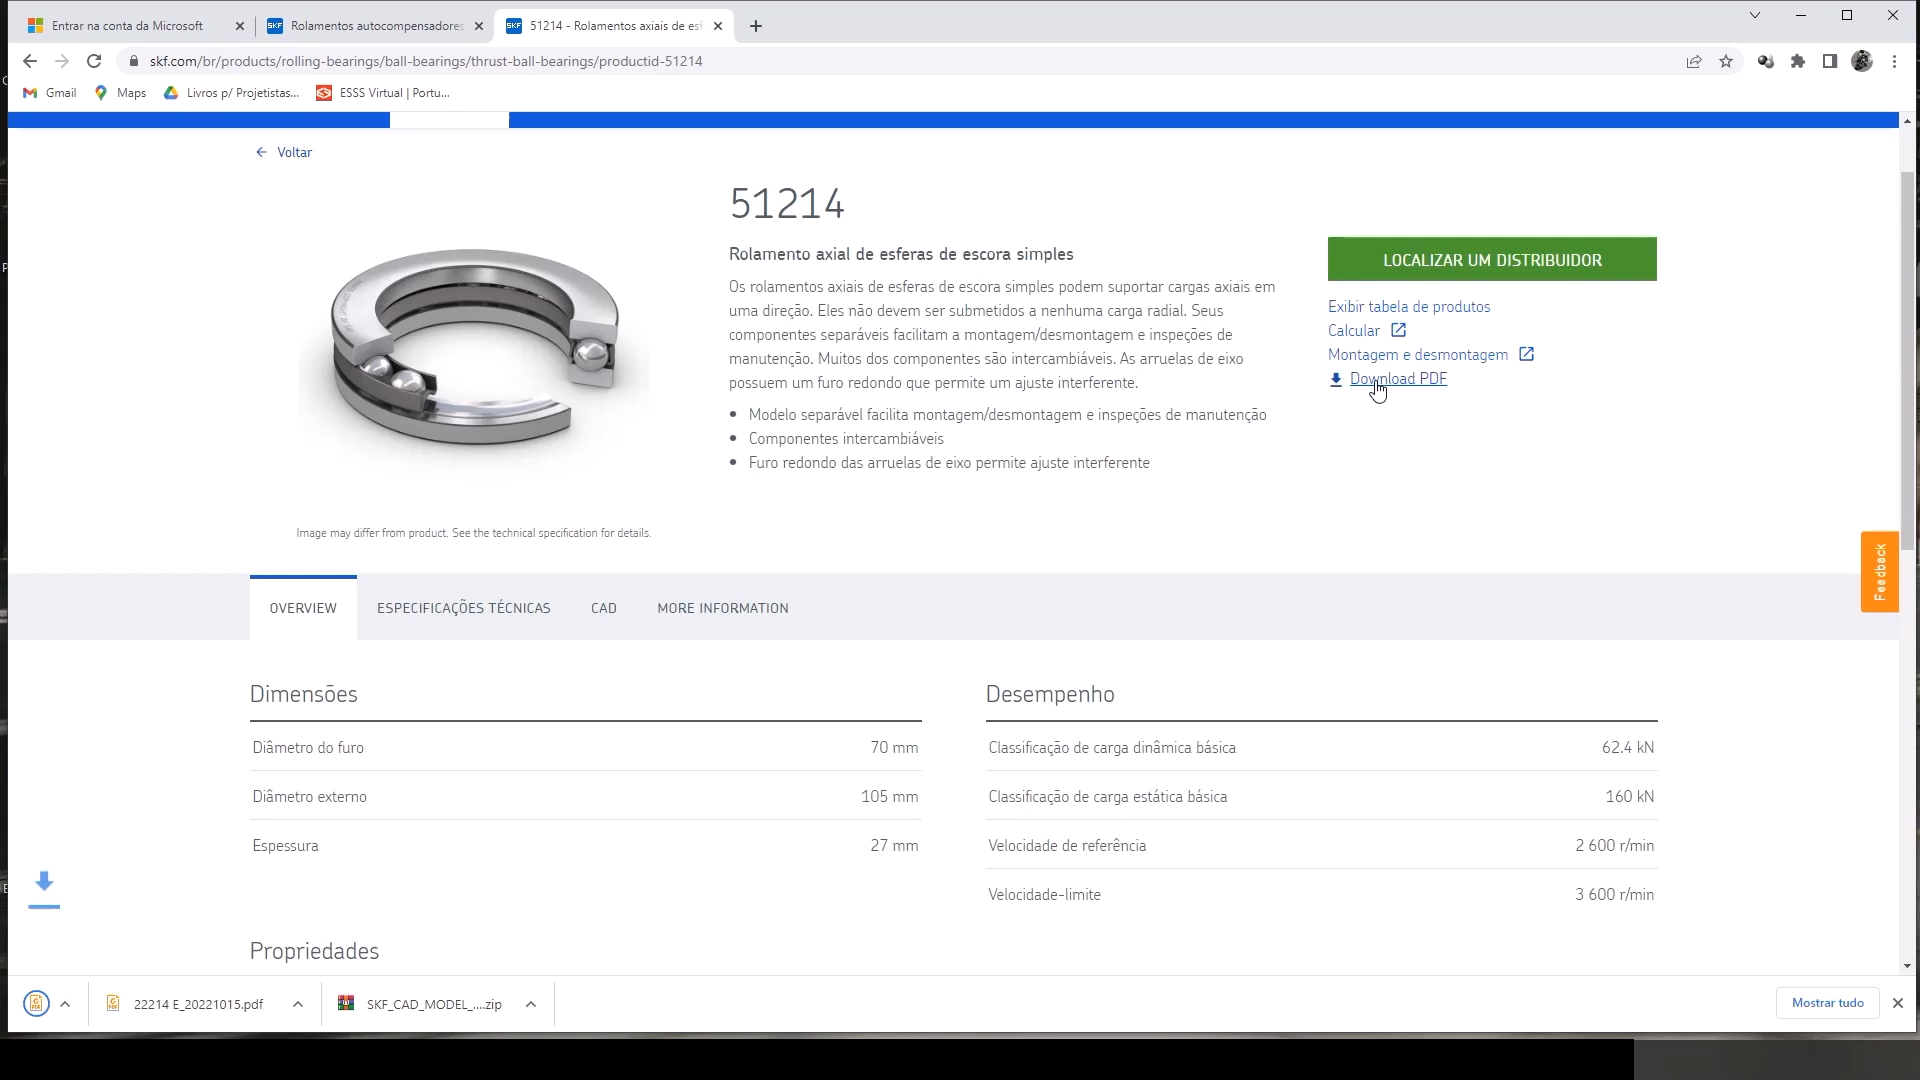 Entrar na conta da Microsoft
SKF Rolamentos autocompensadores
SKF 51214 - Rolamentos axiais de esf
skf.com/br/products/rolling-bearings/ball-bearings/thrust-ball-bearings/productid-51214
Gmail
Maps
Livros p/ Projetistas...
ESSS Virtual | Portu...
Voltar
51214
Rolamento axial de esferas de escora simples
Os rolamentos axiais de esferas de escora simples podem suportar cargas axiais em
uma direção. Eles não devem ser submetidos a nenhuma carga radial. Seus
componentes separáveis facilitam a montagem/desmontagem e inspeções de
manutenção. Muitos dos componentes são intercambiáveis. As arruelas de eixo
possuem um furo redondo que permite um ajuste interferente.
• Modelo separável facilita montagem/desmontagem e inspeções de manutenção
• Componentes intercambiáveis
• Furo redondo das arruelas de eixo permite ajuste interferente
LOCALIZAR UM DISTRIBUIDOR
Exibir tabela de produtos
Calcular
Montagem e desmontagem
Download PDF
Image may differ from product. See the technical specification for details.
Feedback
OVERVIEW
ESPECIFICAÇÕES TÉCNICAS
CAD
MORE INFORMATION
Dimensões
Diâmetro do furo 70 mm
Diâmetro externo 105 mm
Espessura 27 mm
Desempenho
Classificação de carga dinâmica básica 62.4 kN
Classificação de carga estática básica 160 kN
Velocidade de referência 2 600 r/min
Velocidade-limite 3 600 r/min
Propriedades
22214 E_20221015.pdf
SKF_CAD_MODEL_....zip
Mostrar tudo